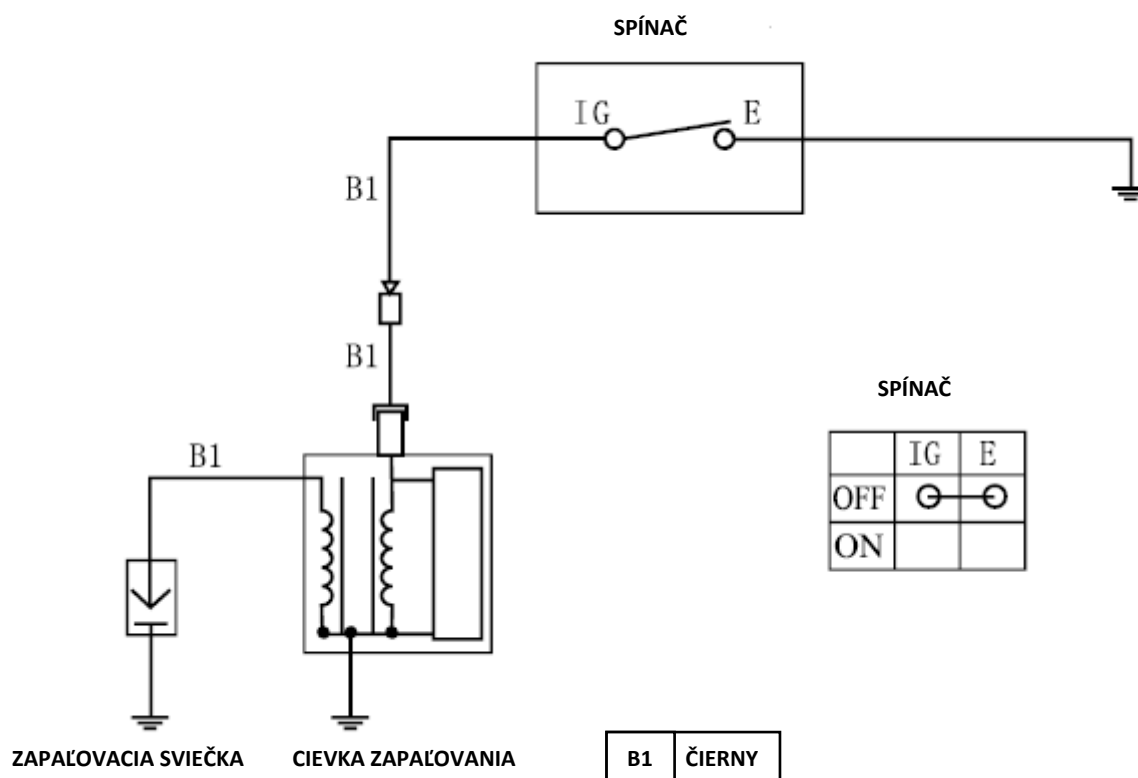 SPÍNAČ
IG E
B1
B1
SPÍNAČ
B1
IG E
OFF
ON
ZAPAĽOVACIA SVIEČKA CIEVKA ZAPAĽOVANIA B1 ČIERNY